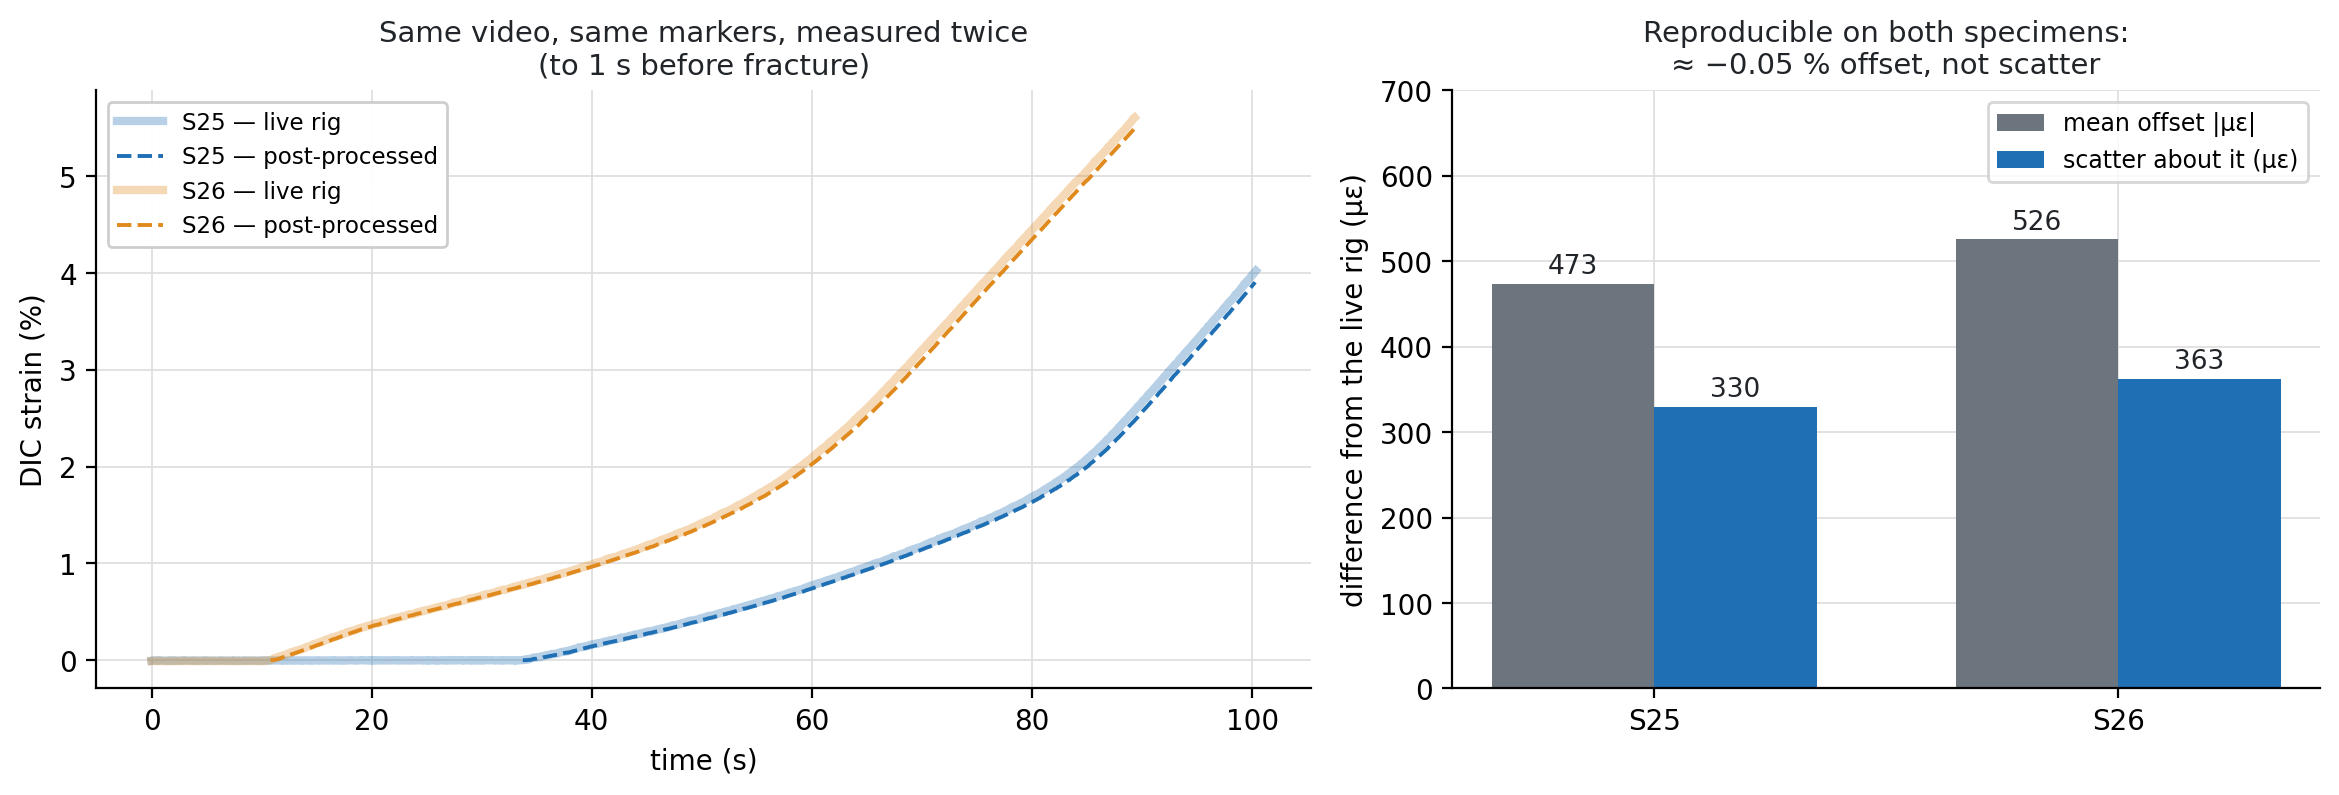 Same video, same markers, measured twice
(to 1 s before fracture)
S25 — live rig
S25 — post-processed
S26 — live rig
S26 — post-processed
DIC strain (%)
5
4
3
2
1
0
0 20 40 60 80 100
time (s)
Reproducible on both specimens:
≈ −0.05 % offset, not scatter
mean offset |με|
scatter about it (με)
difference from the live rig (με)
700
600
500
400
300
200
100
0
473
330
526
363
S25 S26